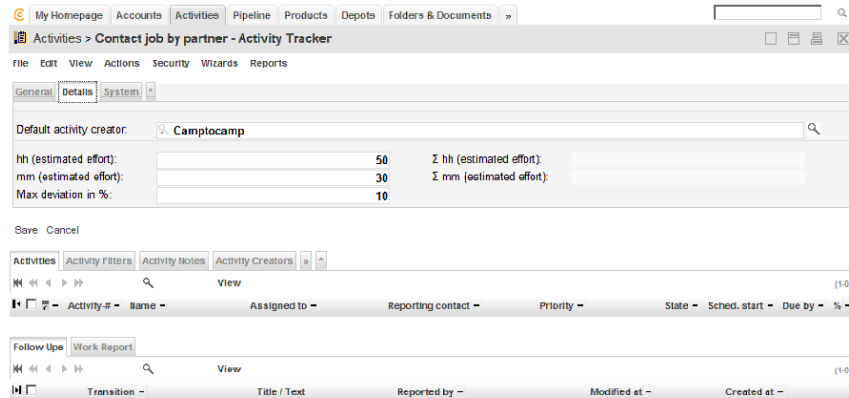 My Homepage Accounts Activities Pipeline Products Depots Folders & Documents »
Activities > Contact job by partner - Activity Tracker
File Edit View Actions Security Wizards Reports
General Details System
Default activity creator: Camptocamp
hh (estimated effort): 50 Σ hh (estimated effort):
mm (estimated effort): 30 Σ mm (estimated effort):
Max deviation in %: 10
Save Cancel
Activities Activity Filters Activity Notes Activity Creators » ^
View (1-0
Activity-# Name Assigned to Reporting contact Priority State Sched. start Due by %
Follow Ups Work Report
View (1-0
Transition Title / Text Reported by Modified at Created at